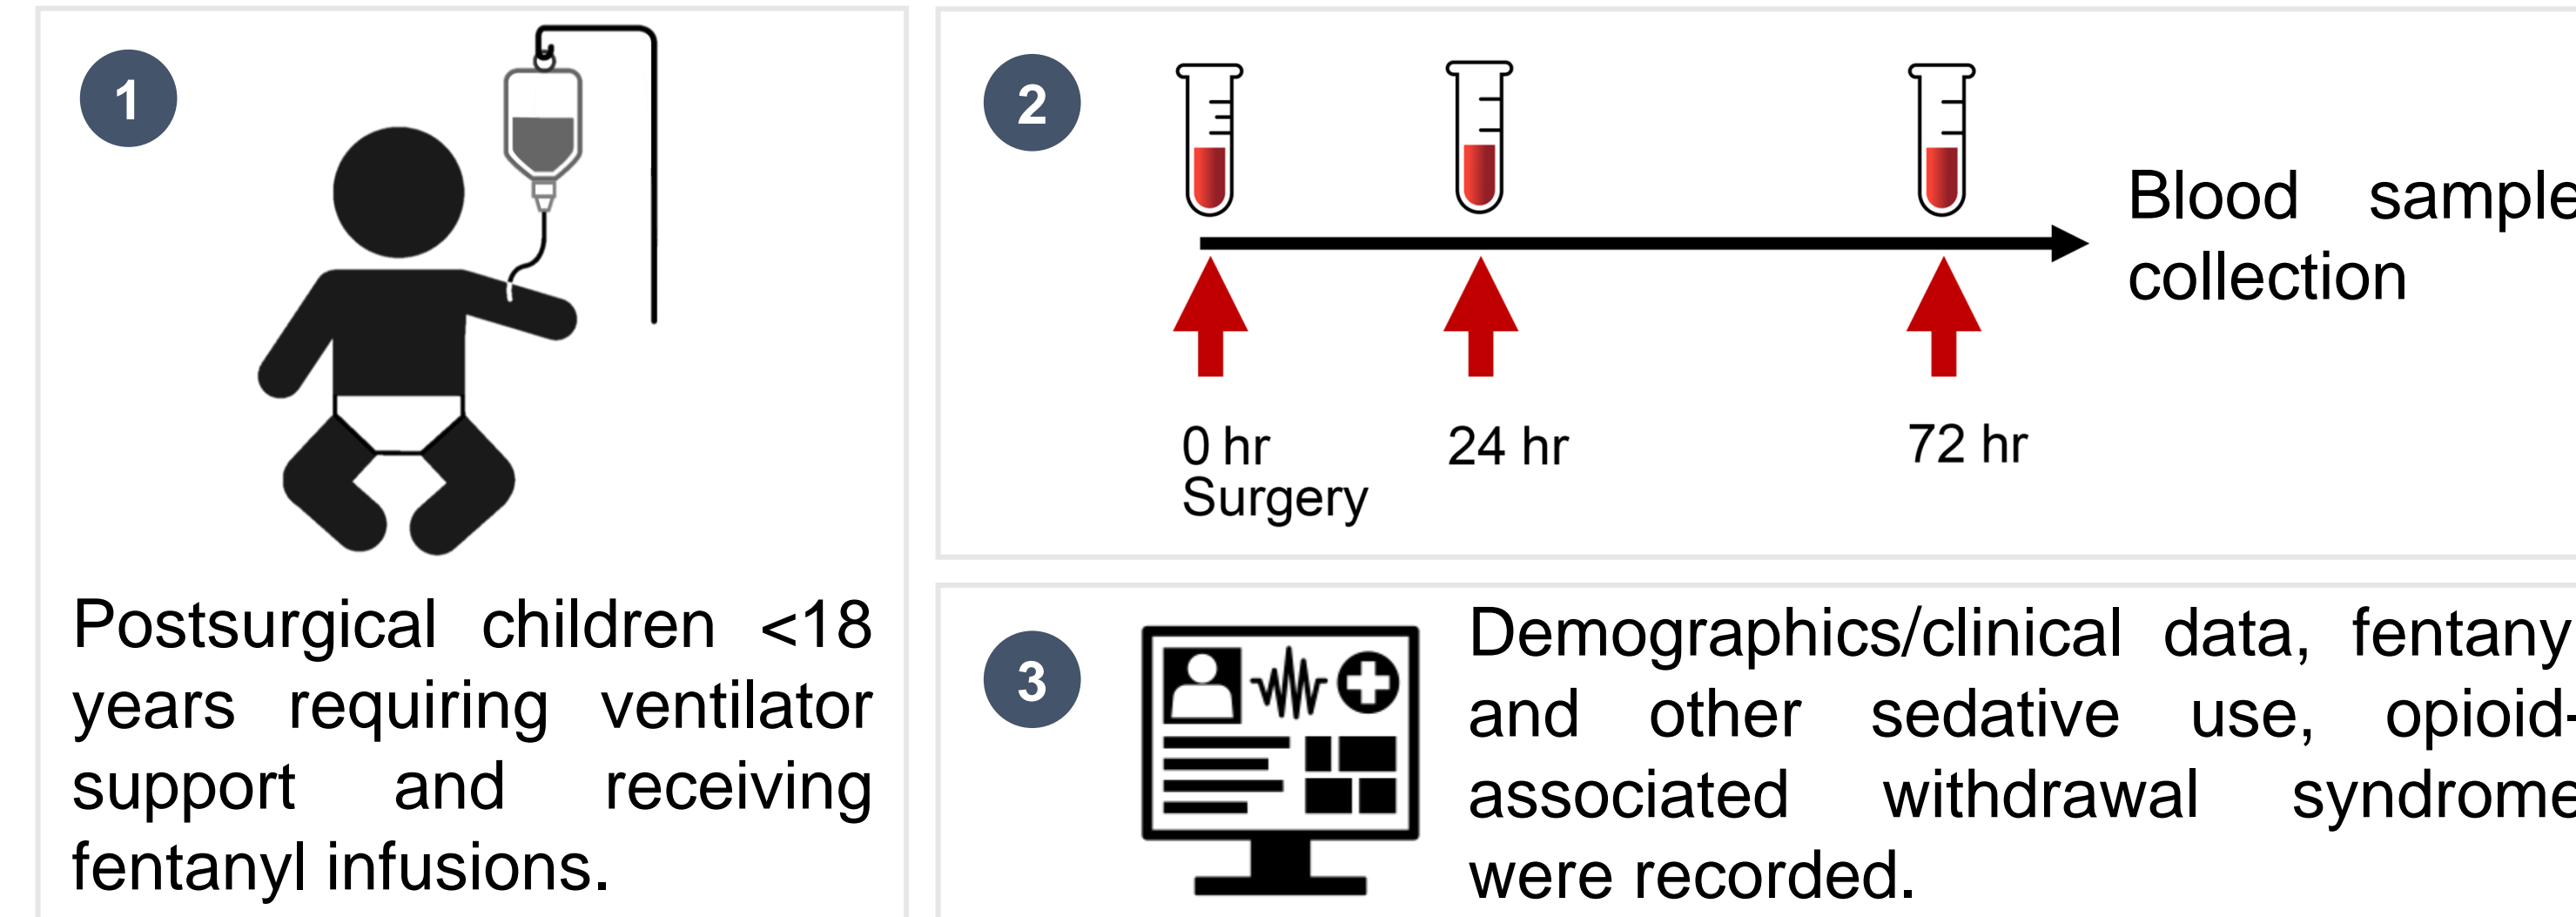 1
Postsurgical children <18
years requiring ventilator
support and receiving
fentanyl infusions.
2
0 hr
Surgery
24 hr
72 hr
Blood sample
collection
3
Demographics/clinical data, fentany
and other sedative use, opioid-
associated withdrawal syndrome
were recorded.